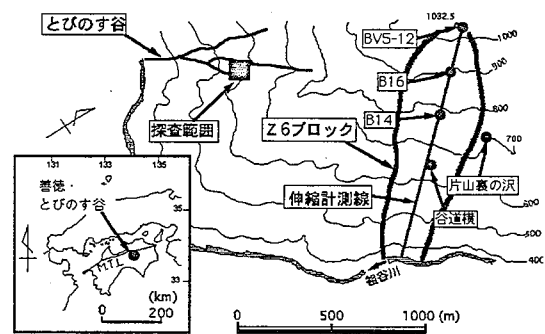 とびのす谷
1032.5
BVS-12
1000
B16
900
800
B14
探査範囲
Z6ブロック
700
伸縮計測線
片山裏の沢
谷道横
600
500
400
祖谷川
131
133
135
善徳・
とびのす谷
35
M.T.L
33
(km)
0 200
0 500 1000 (m)